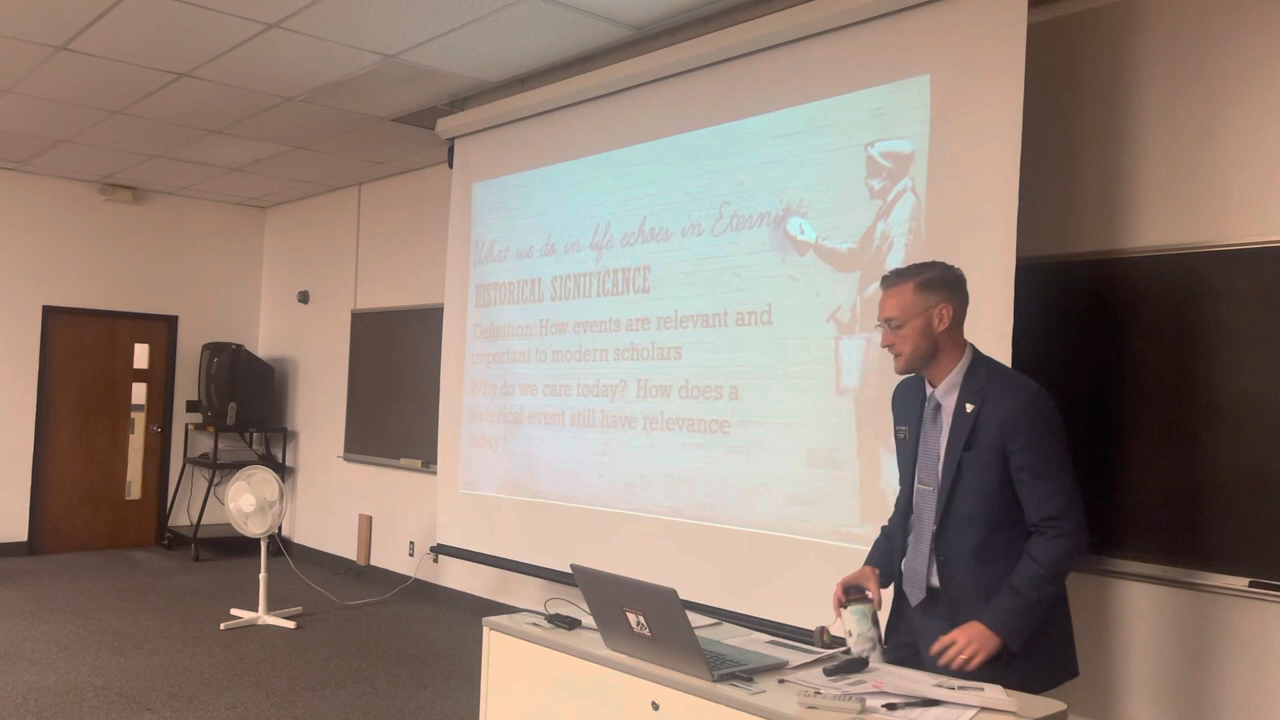 What we do in life echoes in Eternity
HISTORICAL SIGNIFICANCE
Definition: How events are relevant and
important to modern scholars
Why do we care today? How does a
historical event still have relevance
today?